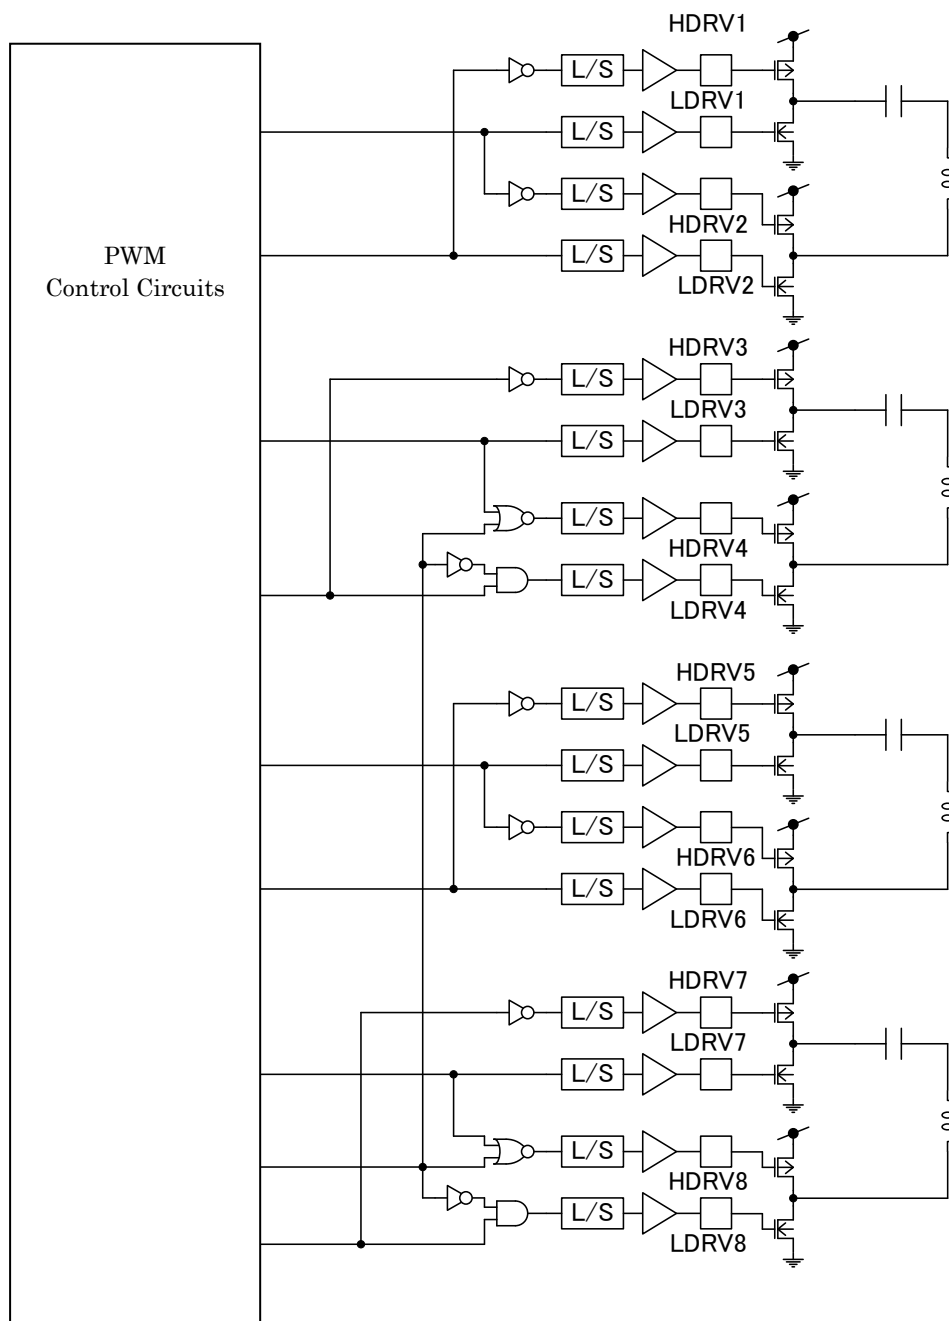 HDRV1
L/S
LDRV1
L/S
L/S
HDRV2
L/S
LDRV2
PWM
Control Circuits
HDRV3
L/S
LDRV3
L/S
L/S
HDRV4
L/S
LDRV4
HDRV5
L/S
LDRV5
L/S
L/S
HDRV6
L/S
LDRV6
HDRV7
L/S
LDRV7
L/S
L/S
HDRV8
L/S
LDRV8